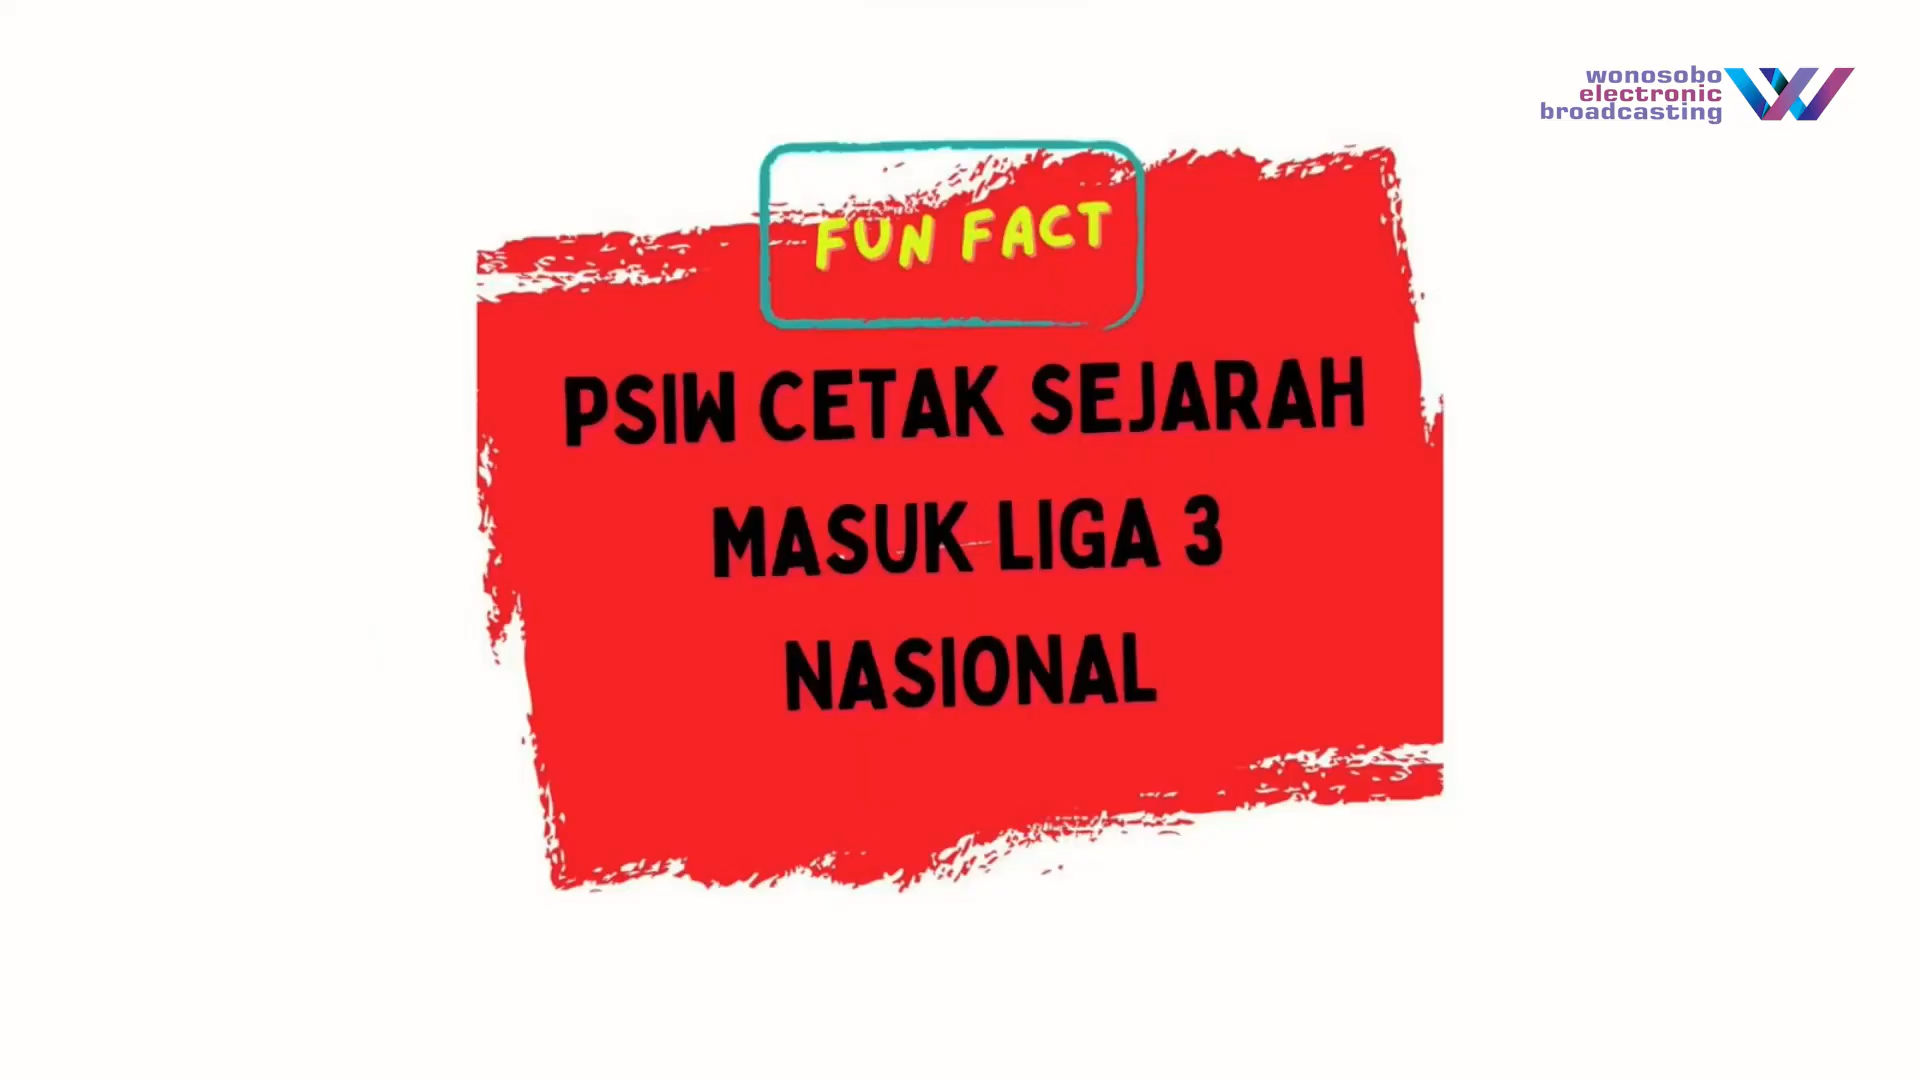 wonosobo
electronic
broadcasting
FUN FACT
PSIW CETAK SEJARAH
MASUK LIGA 3
NASIONAL